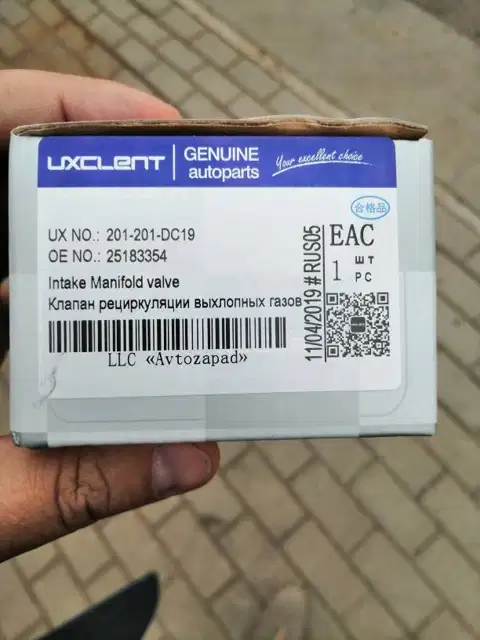 UXCLENT
GENUINE
autoparts
Your excellent choice
合格品
UX NO.: 201-201-DC19
OE NO.: 25183354
Intake Manifold valve
Клапан рециркуляции выхлопных газов
LLC «Avtozapad»
11/04/2019 #RUS05
EAC
1 ШТ
PC